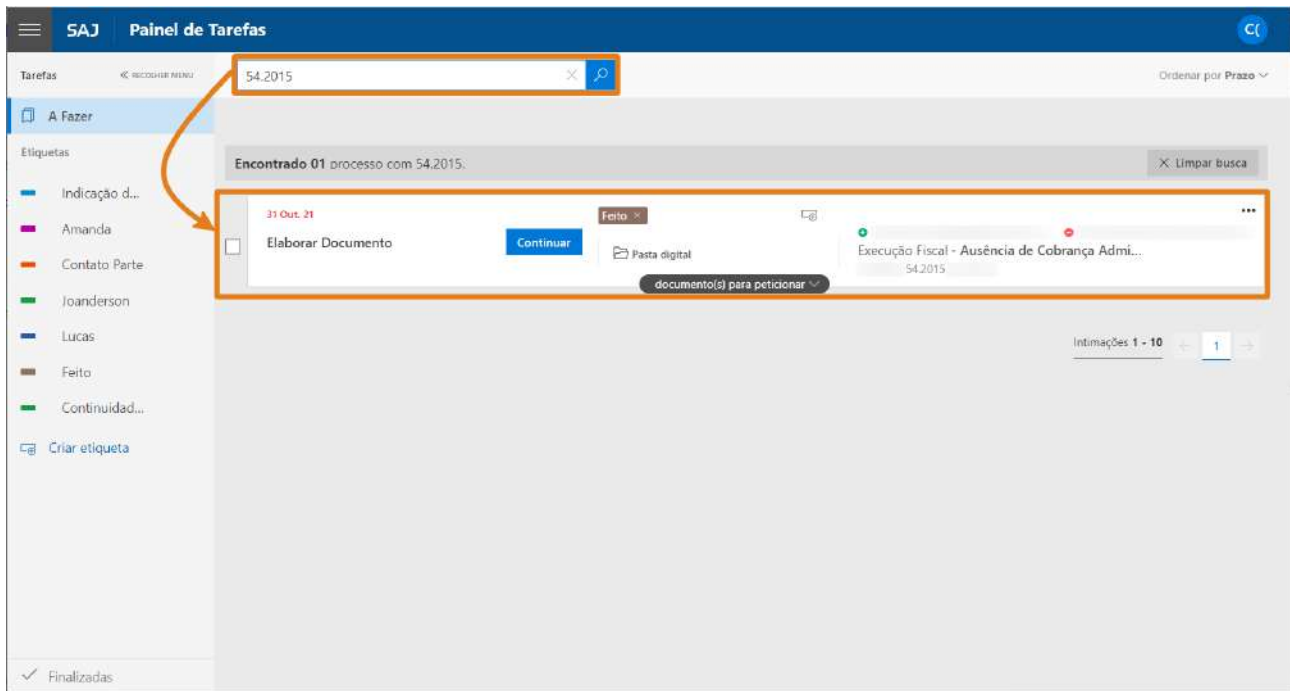 SAJ Painel de Tarefas C(
Tarefas RECOLHER MENU 54.2015 Ordenar por Prazo
A Fazer
Etiquetas
Indicação d...
Amanda
Contato Parte
Joanderson
Lucas
Feito
Continuidad...
Criar etiqueta
Finalizadas
Encontrado 01 processo com 54.2015. Limpar busca
31 Out. 21
Elaborar Documento
Continuar
Feito ×
Pasta digital
documento(s) para peticionar
Execução Fiscal - Ausência de Cobrança Admi...
54.2015
Intimações 1 - 10
1